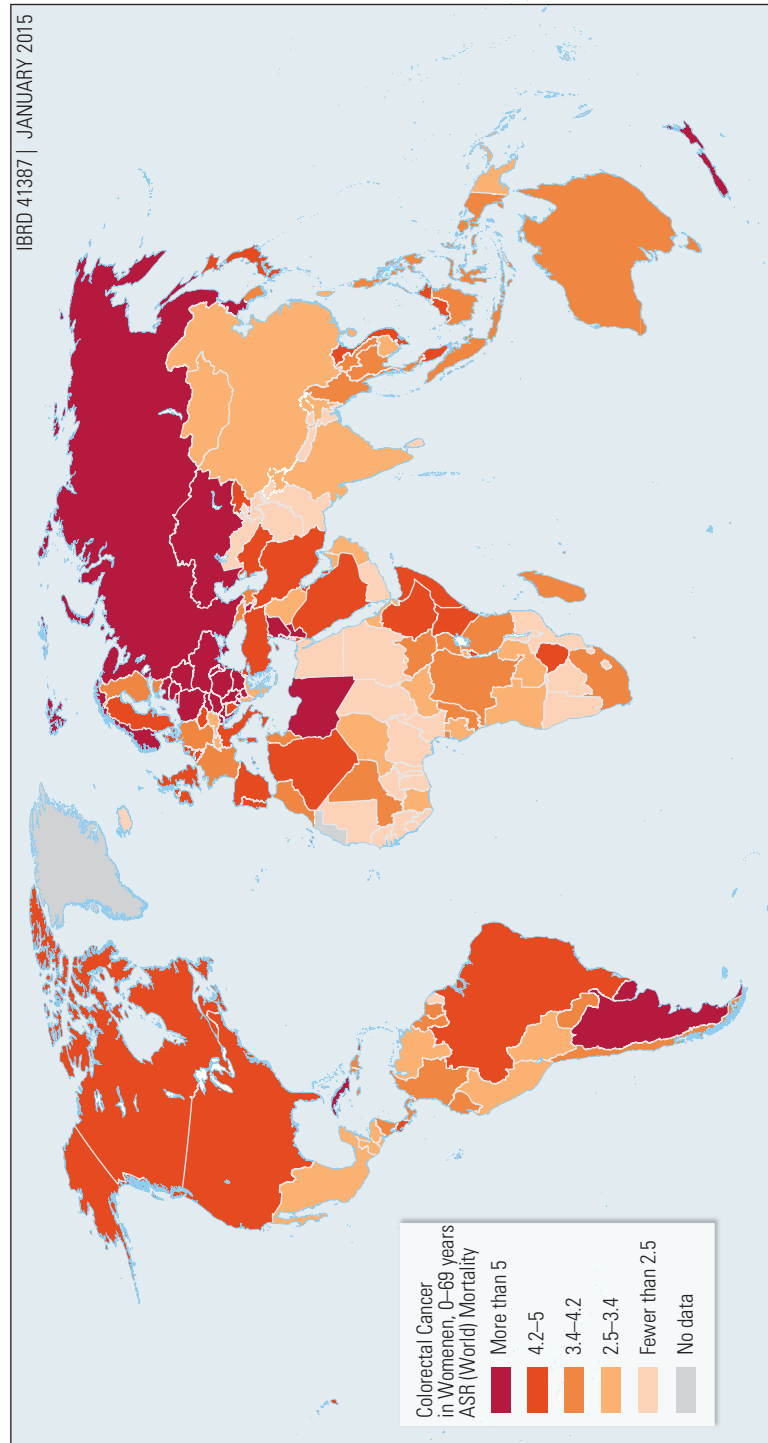 IBRD 41387 | JANUARY 2015
Colorectal Cancer
in Womenen, 0–69 years
ASR (World) Mortality
More than 5
4.2–5
3.4–4.2
2.5–3.4
Fewer than 2.5
No data